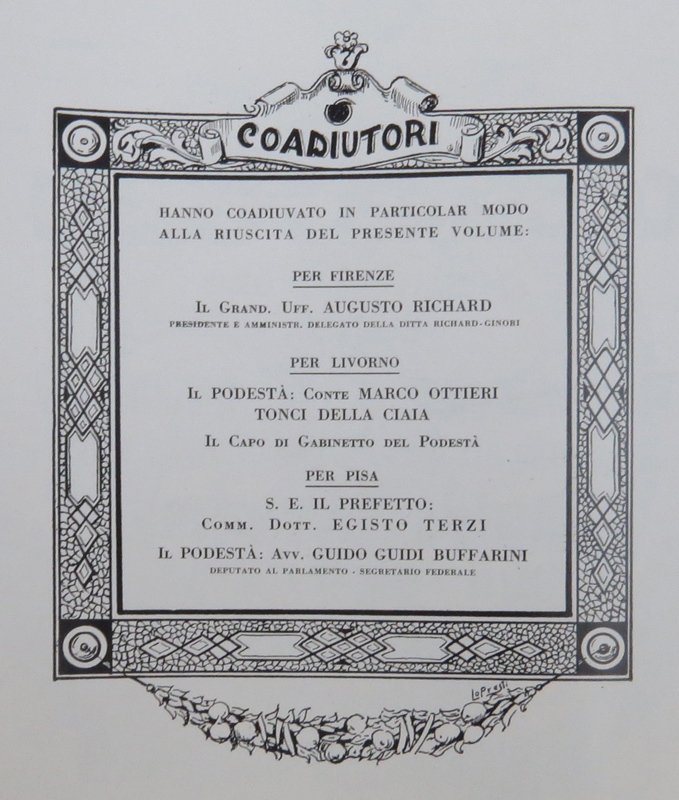 COADIUTORI
HANNO COADIUVATO IN PARTICOLAR MODO
ALLA RIUSCITA DEL PRESENTE VOLUME:
PER FIRENZE
IL GRAND. UFF. AUGUSTO RICHARD
PRESIDENTE E AMMINISTR. DELEGATO DELLA DITTA RICHARD-GINORI
PER LIVORNO
IL PODESTÀ: CONTE MARCO OTTIERI
TONCI DELLA CIAIA
IL CAPO DI GABINETTO DEL PODESTÀ
PER PISA
S. E. IL PREFETTO:
COMM. DOTT. EGISTO TERZI
IL PODESTÀ: AVV. GUIDO GUIDI BUFFARINI
DEPUTATO AL PARLAMENTO - SEGRETARIO FEDERALE
LoPresti